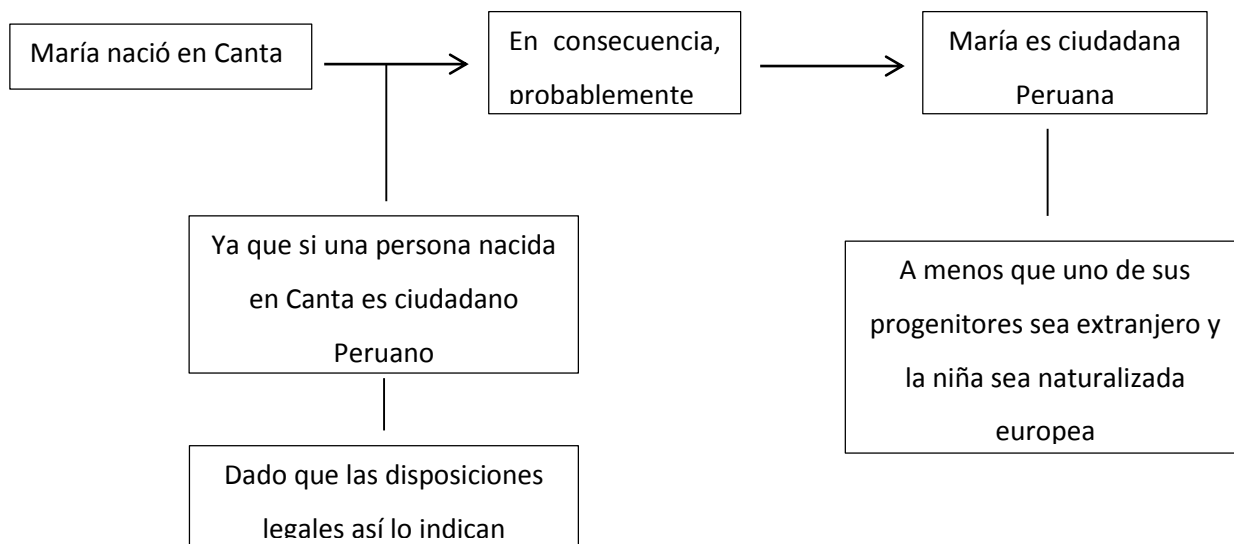 María nació en Canta
En consecuencia,
probablemente
María es ciudadana
Peruana
Ya que si una persona nacida
en Canta es ciudadano
Peruano
A menos que uno de sus
progenitores sea extranjero y
la niña sea naturalizada
europea
Dado que las disposiciones
legales así lo indican